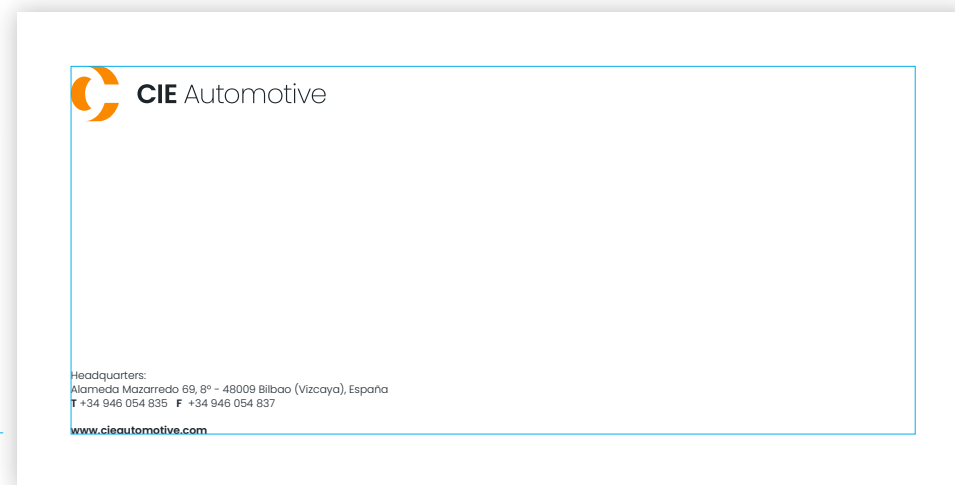 CIE Automotive
Headquarters:
Alameda Mazarredo 69, 8º - 48009 Bilbao (Vizcaya), España
T +34 946 054 835 F +34 946 054 837
www.cieautomotive.com